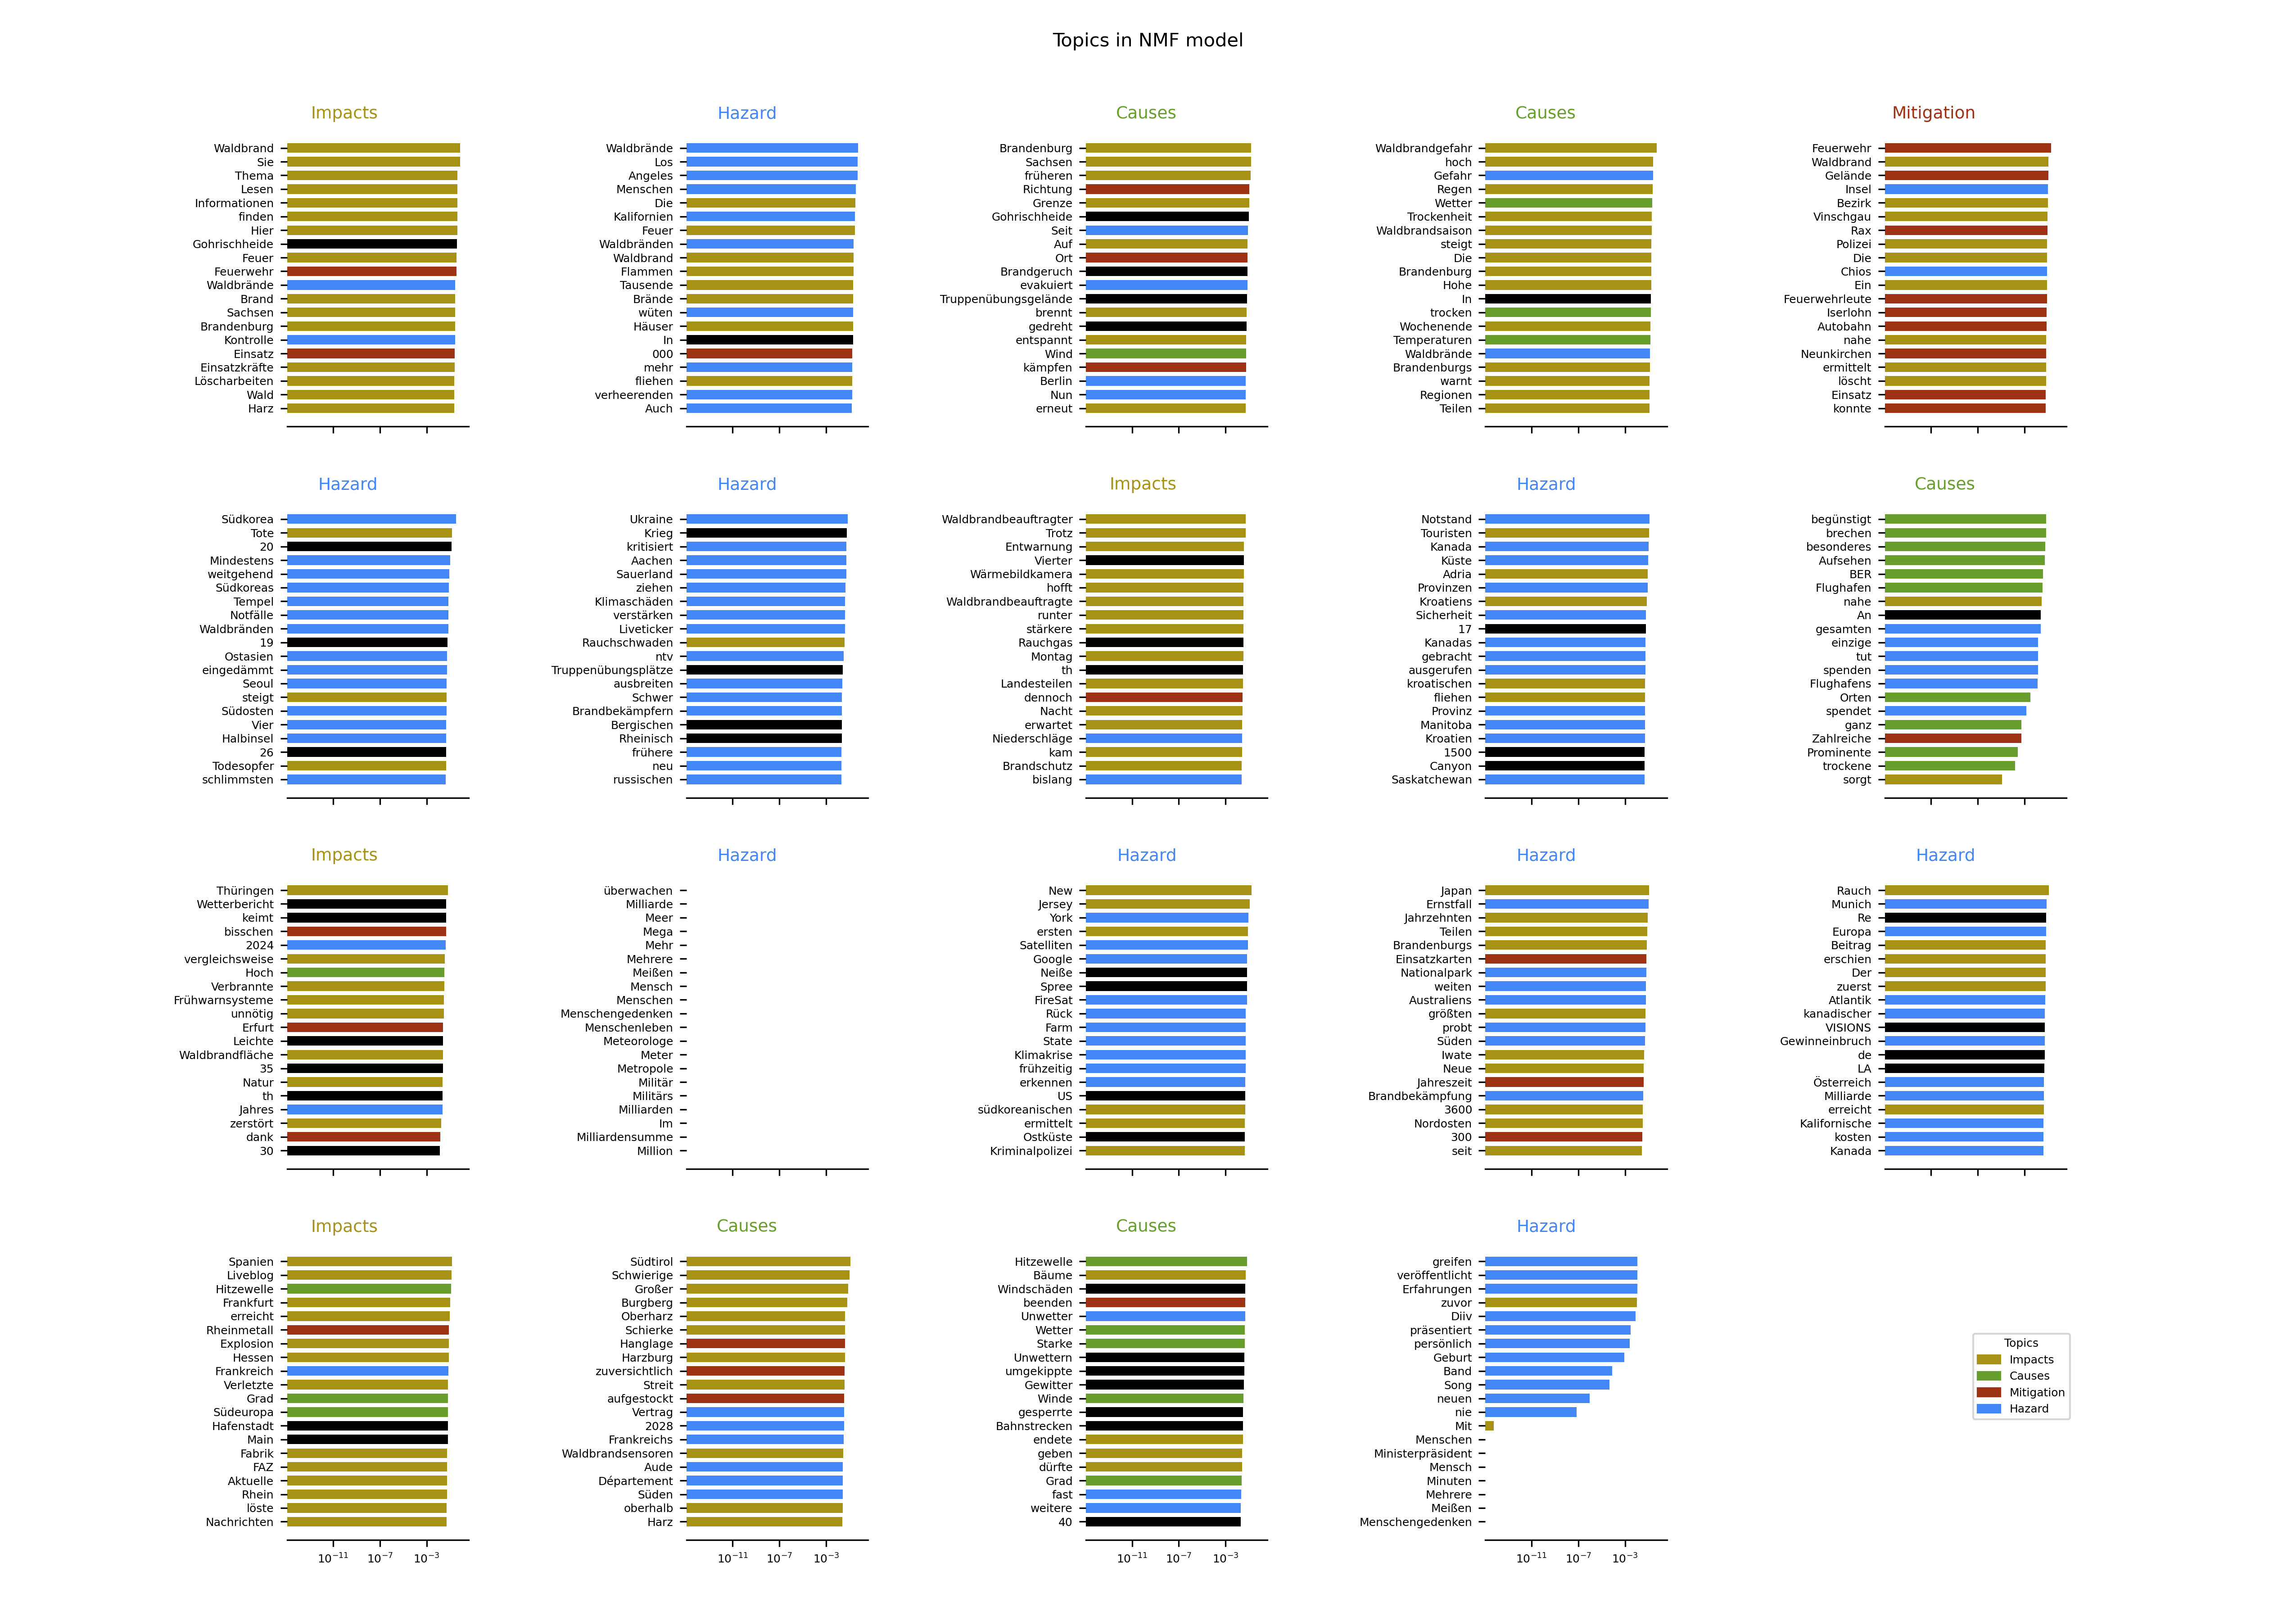 Topics in NMF model
Impacts
Waldbrand
Sie
Thema
Lesen
Informationen
finden
Hier
Gohrischheide
Feuer
Feuerwehr
Waldbrände
Brand
Sachsen
Brandenburg
Kontrolle
Einsatz
Einsatzkräfte
Löscharbeiten
Wald
Harz
Hazard
Waldbrände
Los
Angeles
Menschen
Die
Kalifornien
Feuer
Waldbränden
Waldbrand
Flammen
Tausende
Brände
wüten
Häuser
In
000
mehr
fliehen
verheerenden
Auch
Causes
Brandenburg
Sachsen
früheren
Richtung
Grenze
Gohrischheide
Seit
Auf
Ort
Brandgeruch
evakuiert
Truppenübungsgelände
brennt
gedreht
entspannt
Wind
kämpfen
Berlin
Nun
erneut
Causes
Waldbrandgefahr
hoch
Gefahr
Regen
Wetter
Trockenheit
Waldbrandsaison
steigt
Die
Brandenburg
Hohe
In
trocken
Wochenende
Temperaturen
Waldbrände
Brandenburgs
warnt
Regionen
Teilen
Mitigation
Feuerwehr
Waldbrand
Gelände
Insel
Bezirk
Vinschgau
Rax
Polizei
Die
Chios
Ein
Feuerwehrleute
Iserlohn
Autobahn
nahe
Neunkirchen
ermittelt
löscht
Einsatz
konnte
Hazard
Südkorea
Tote
20
Mindestens
weitgehend
Südkoreas
Tempel
Notfälle
Waldbränden
19
Ostasien
eingedämmt
Seoul
steigt
Südosten
Vier
Halbinsel
26
Todesopfer
schlimmsten
Hazard
Ukraine
Krieg
kritisiert
Aachen
Sauerland
ziehen
Klimaschäden
verstärken
Liveticker
Rauchschwaden
ntv
Truppenübungsplätze
ausbreiten
Schwer
Brandbekämpfern
Bergischen
Rheinisch
frühere
neu
russischen
Impacts
Waldbrandbeauftragter
Trotz
Entwarnung
Vierter
Wärmebildkamera
hofft
Waldbrandbeauftragte
runter
stärkere
Rauchgas
Montag
th
Landesteilen
dennoch
Nacht
erwartet
Niederschläge
kam
Brandschutz
bislang
Hazard
Notstand
Touristen
Kanada
Küste
Adria
Provinzen
Kroatiens
Sicherheit
17
Kanadas
gebracht
ausgerufen
kroatischen
fliehen
Provinz
Manitoba
Kroatien
1500
Canyon
Saskatchewan
Causes
begünstigt
brechen
besonderes
Aufsehen
BER
Flughafen
nahe
An
gesamten
einzige
tut
spenden
Flughafens
Orten
spendet
ganz
Zahlreiche
Prominente
trockene
sorgt
Impacts
Thüringen
Wetterbericht
keimt
bisschen
2024
vergleichsweise
Hoch
Verbrannte
Frühwarnsysteme
unnötig
Erfurt
Leichte
Waldbrandfläche
35
Natur
th
Jahres
zerstört
dank
30
Hazard
überwachen
Milliarde
Meer
Mega
Mehr
Mehrere
Meißen
Mensch
Menschen
Menschengedenken
Menschenleben
Meteorologe
Meter
Metropole
Militär
Militärs
Milliarden
Im
Milliardensumme
Million
Hazard
New
Jersey
York
ersten
Satelliten
Google
Neiße
Spree
FireSat
Rück
Farm
State
Klimakrise
frühzeitig
erkennen
US
südkoreanischen
ermittelt
Ostküste
Kriminalpolizei
Hazard
Japan
Ernstfall
Jahrzehnten
Teilen
Brandenburgs
Einsatzkarten
Nationalpark
weiten
Australiens
größten
probt
Süden
Iwate
Neue
Jahreszeit
Brandbekämpfung
3600
Nordosten
300
seit
Hazard
Rauch
Munich
Re
Europa
Beitrag
erschien
Der
zuerst
Atlantik
kanadischer
VISIONS
Gewinneinbruch
de
LA
Österreich
Milliarde
erreicht
Kalifornische
kosten
Kanada
Impacts
Spanien
Liveblog
Hitzewelle
Frankfurt
erreicht
Rheinmetall
Explosion
Hessen
Frankreich
Verletzte
Grad
Südeuropa
Hafenstadt
Main
Fabrik
FAZ
Aktuelle
Rhein
löste
Nachrichten
10⁻¹¹ 10⁻⁷ 10⁻³
Causes
Südtirol
Schwierige
Großer
Burgberg
Oberharz
Schierke
Hanglage
Harzburg
zuversichtlich
Streit
aufgestockt
Vertrag
2028
Frankreichs
Waldbrandsensoren
Aude
Département
Süden
oberhalb
Harz
10⁻¹¹ 10⁻⁷ 10⁻³
Causes
Hitzewelle
Bäume
Windschäden
beenden
Unwetter
Wetter
Starke
Unwettern
umgekippte
Gewitter
Winde
gesperrte
Bahnstrecken
endete
geben
dürfte
Grad
fast
weitere
40
10⁻¹¹ 10⁻⁷ 10⁻³
Hazard
greifen
veröffentlicht
Erfahrungen
zuvor
Diiv
präsentiert
persönlich
Geburt
Band
Song
neuen
nie
Mit
Menschen
Ministerpräsident
Mensch
Minuten
Mehrere
Meißen
Menschengedenken
10⁻¹¹ 10⁻⁷ 10⁻³
Topics
Impacts
Causes
Mitigation
Hazard